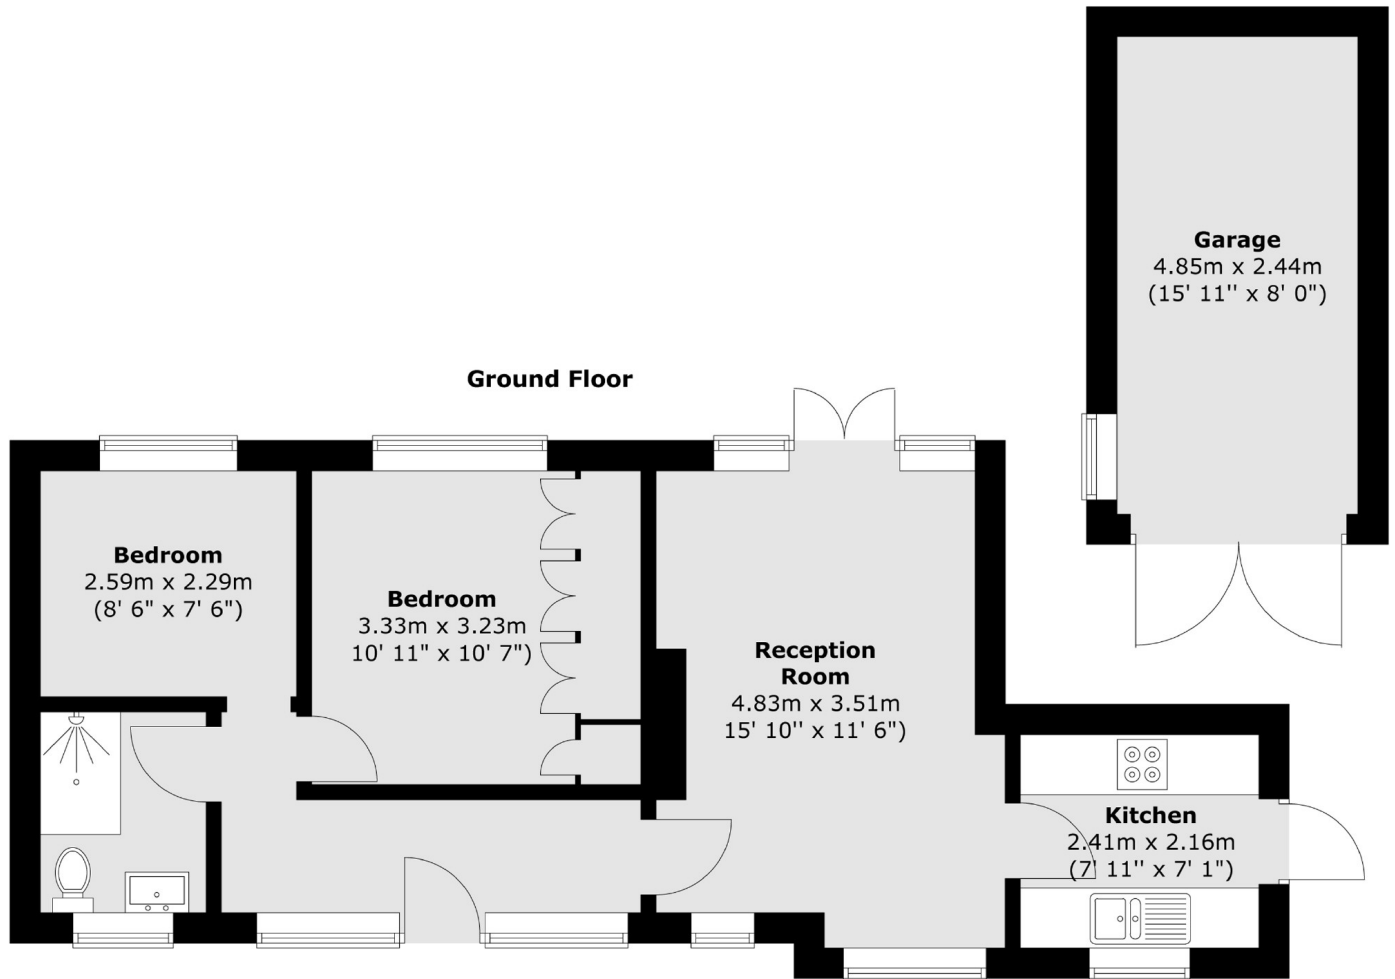 Garage
4.85m x 2.44m
(15' 11'' x 8' 0")
Ground Floor
Bedroom
2.59m x 2.29m
(8' 6" x 7' 6")
Bedroom
3.33m x 3.23m
10' 11" x 10' 7")
Reception
Room
4.83m x 3.51m
15' 10'' x 11' 6")
Kitchen
2.41m x 2.16m
(7' 11'' x 7' 1")